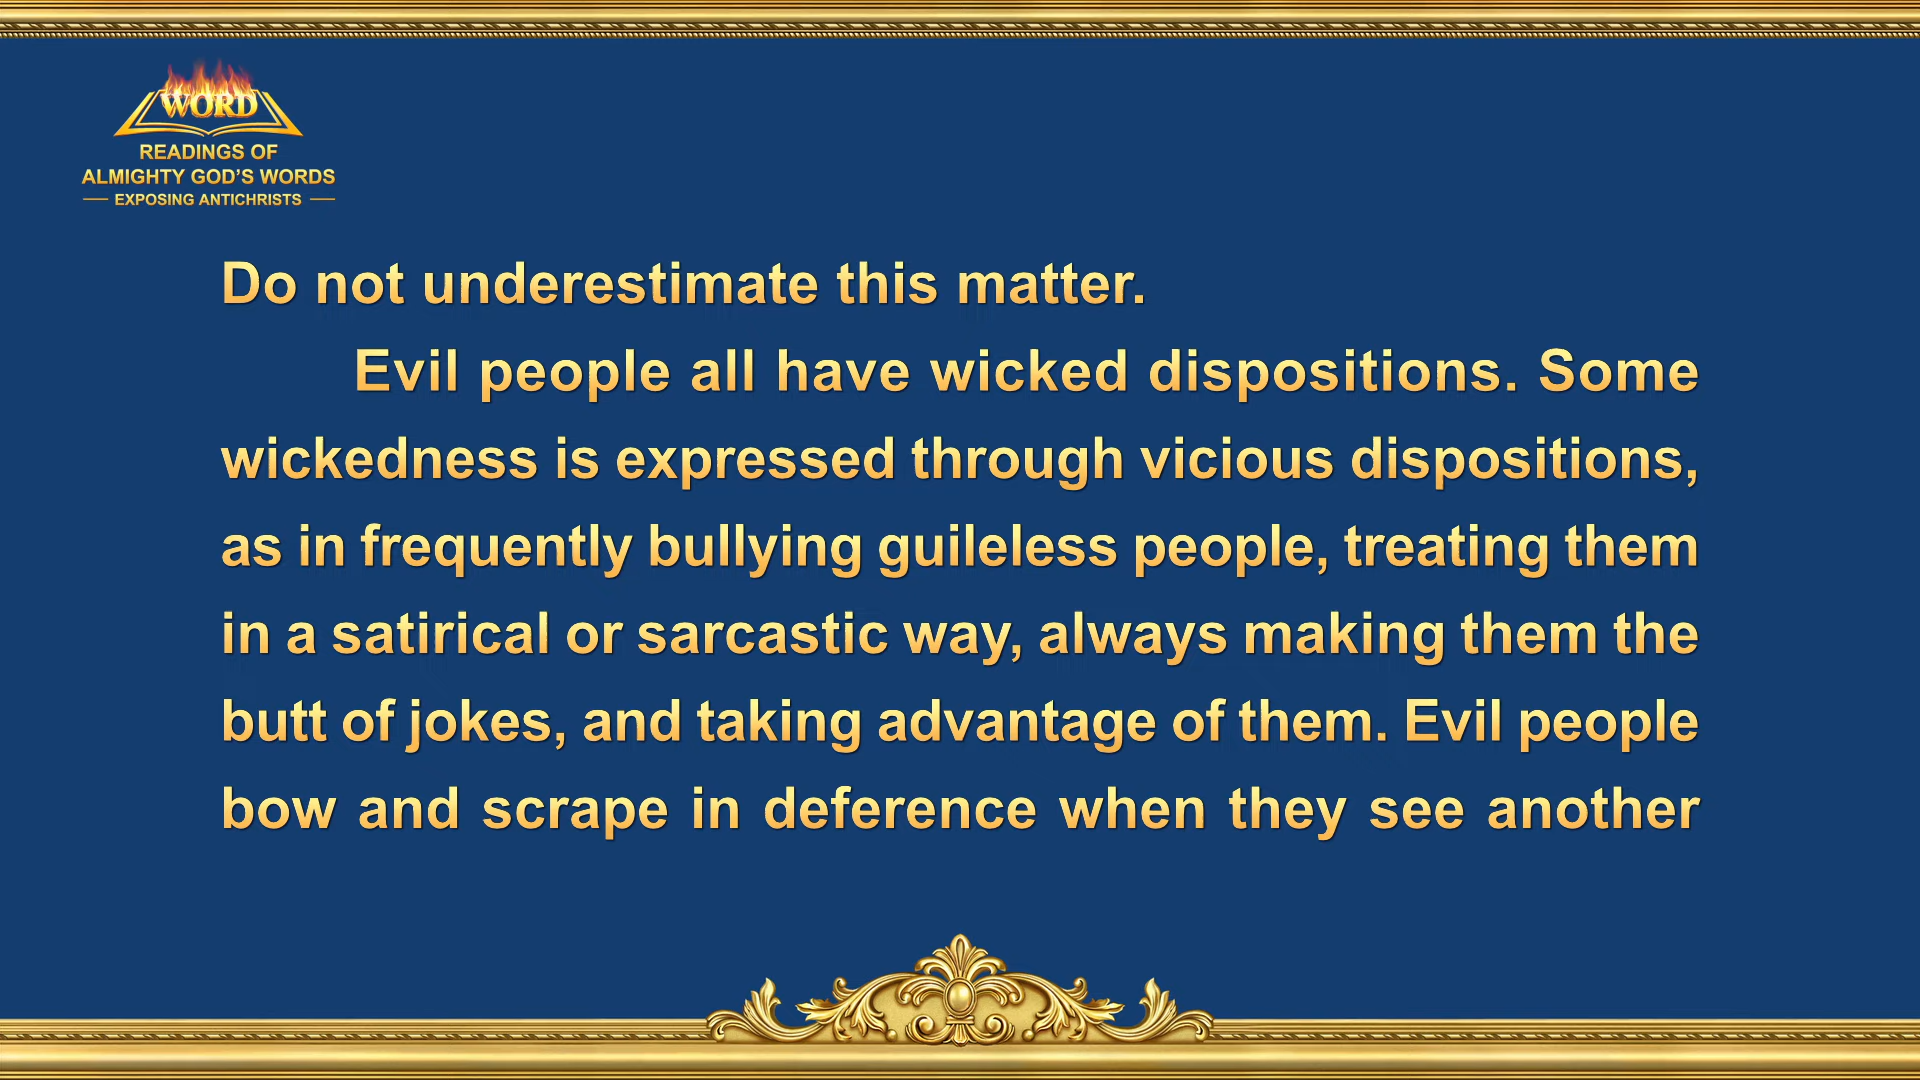 WORD
READINGS OF
ALMIGHTY GOD'S WORDS
EXPOSING ANTICHRISTS
Do not underestimate this matter.
Evil people all have wicked dispositions. Some
wickedness is expressed through vicious dispositions,
as in frequently bullying guileless people, treating them
in a satirical or sarcastic way, always making them the
butt of jokes, and taking advantage of them. Evil people
bow and scrape in deference when they see another